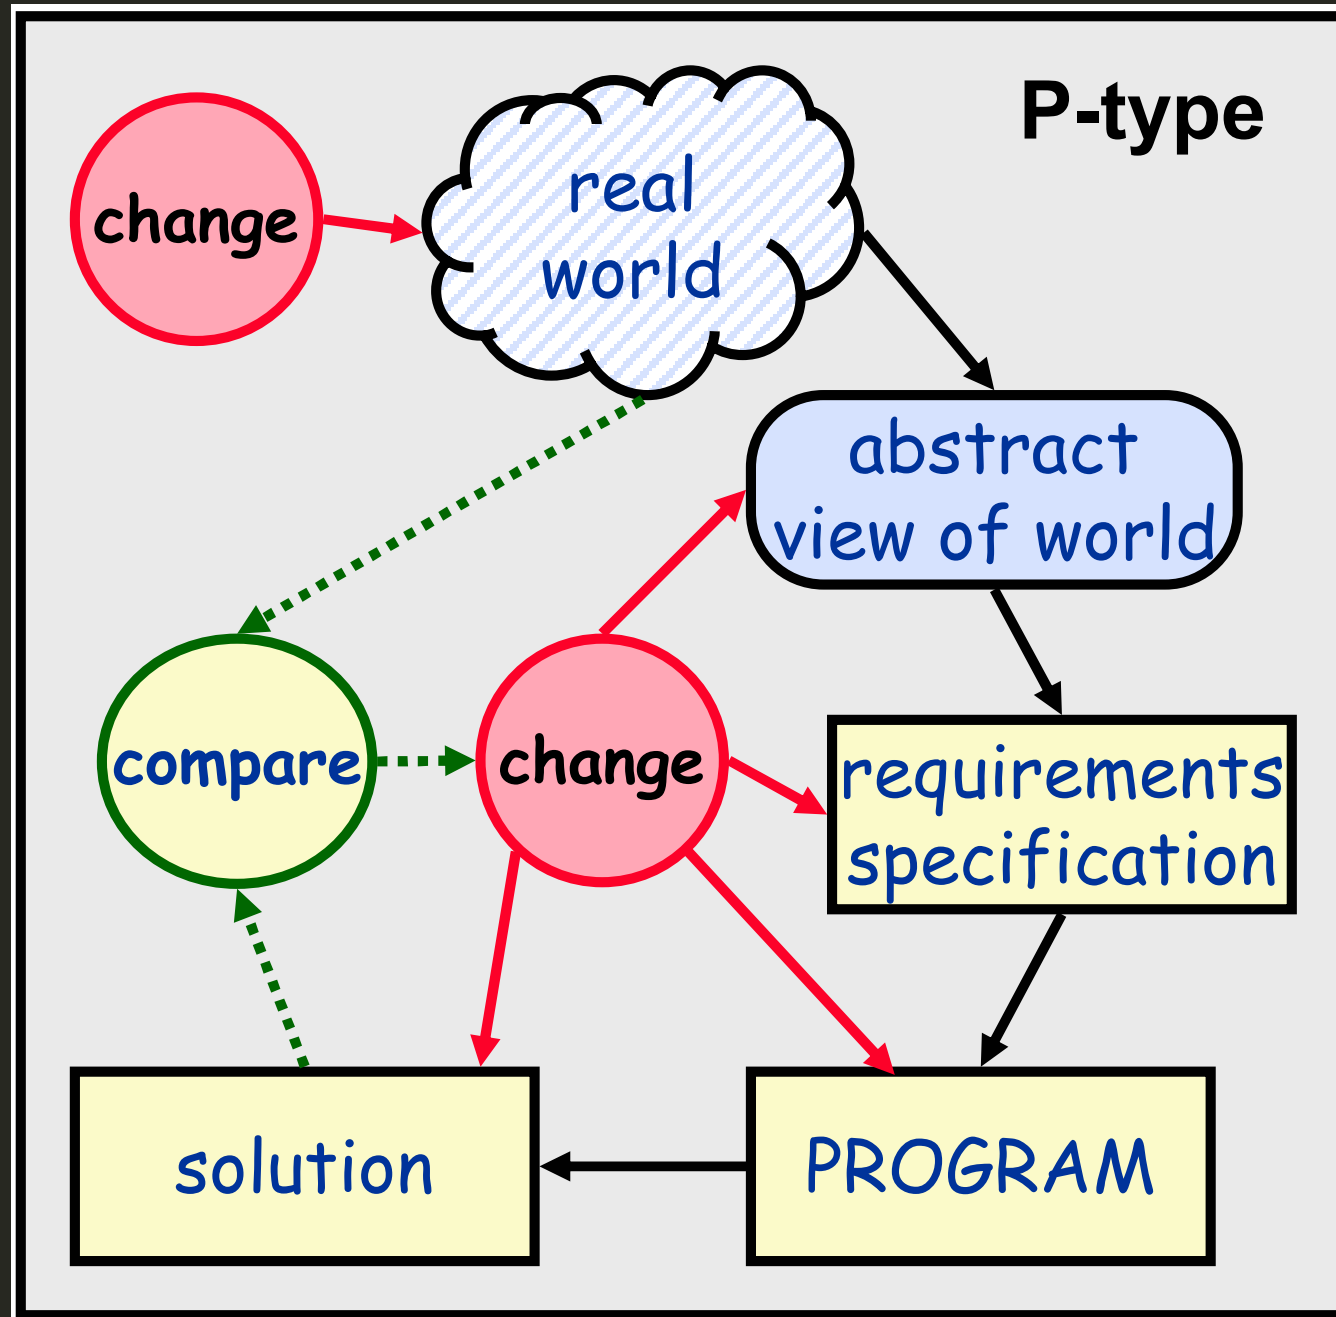 P-type
change
real
world
abstract
view of world
compare
change
requirements
specification
solution
PROGRAM